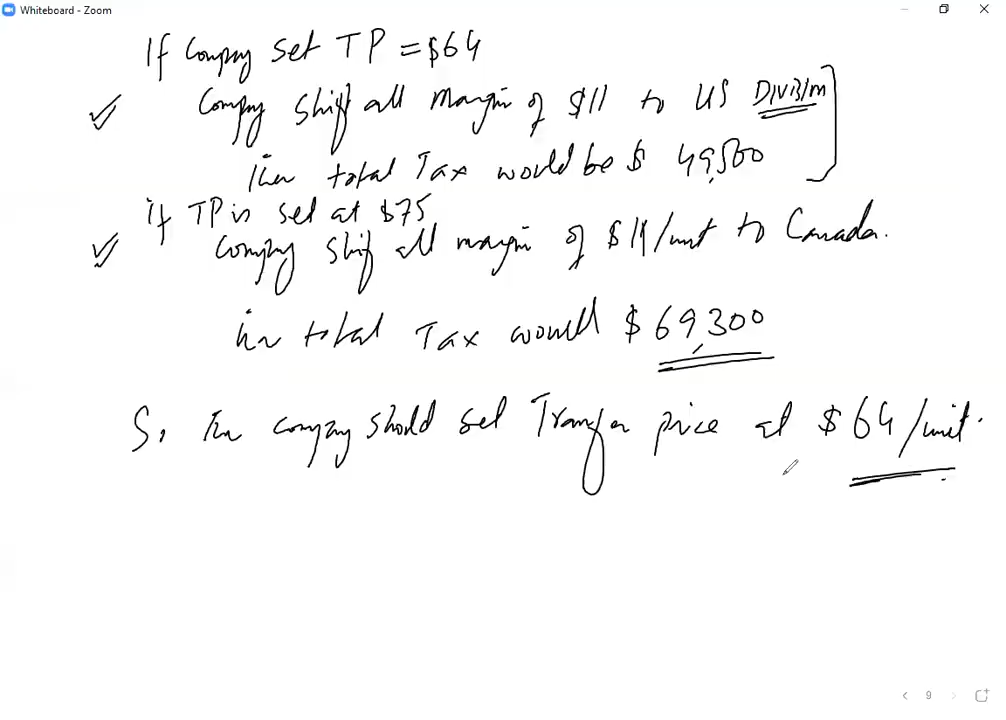 Whiteboard - Zoom
If Company set TP = $64
Company Shift all Margin of $11 to US Division
Then total Tax would be $ 49,500
if TP is set at $75
Company Shift all margin of $11/unit to Canada.
Then total Tax would $ 69,300
So The company should set Transfer price at $ 64/unit.
9